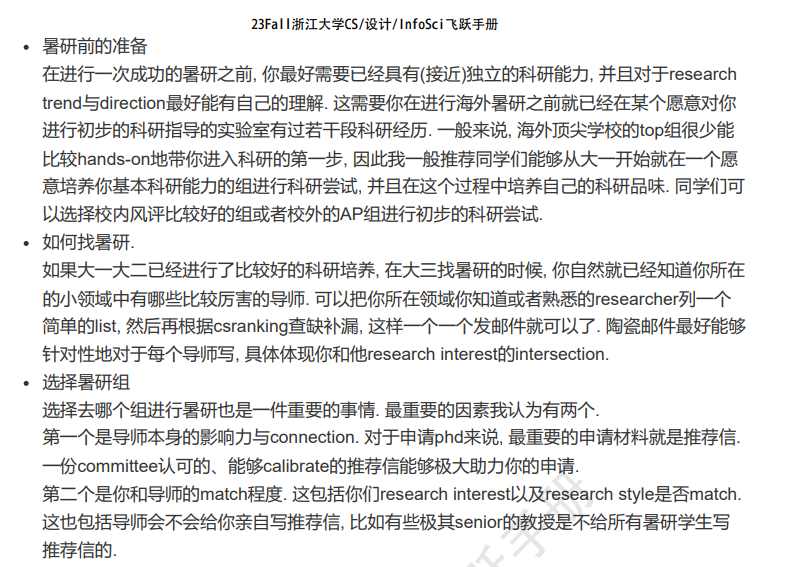 23Fall浙江大学CS/设计/InfoSci飞跃手册
• 暑研前的准备
在进行一次成功的暑研之前, 你最好需要已经具有(接近)独立的科研能力, 并且对于research
trend与direction最好能有自己的理解. 这需要你在进行海外暑研之前就已经在某个愿意对你
进行初步的科研指导的实验室有过若干段科研经历. 一般来说, 海外顶尖学校的top组很少能
比较hands-on地带你进入科研的第一步, 因此我一般推荐同学们能够从大一开始就在一个愿
意培养你基本科研能力的组进行科研尝试, 并且在这个过程中培养自己的科研品味. 同学们可
以选择校内风评比较好的组或者校外的AP组进行初步的科研尝试.
• 如何找暑研.
如果大一大二已经进行了比较好的科研培养, 在大三找暑研的时候, 你自然就已经知道你所在
的小领域中有哪些比较厉害的导师. 可以把你所在领域你知道或者熟悉的researcher列一个
简单的list, 然后再根据csranking查缺补漏, 这样一个一个发邮件就可以了. 陶瓷邮件最好能够
针对性地对于每个导师写, 具体体现你和他research interest的intersection.
• 选择暑研组
选择去哪个组进行暑研也是一件重要的事情. 最重要的因素我认为有两个.
第一个是导师本身的影响力与connection. 对于申请phd来说, 最重要的申请材料就是推荐信.
一份committee认可的、能够calibrate的推荐信能够极大助力你的申请.
第二个是你和导师的match程度. 这包括你们research interest以及research style是否match.
这也包括导师会不会给你亲自写推荐信, 比如有些极其senior的教授是不给所有暑研学生写
推荐信的.
跃手册